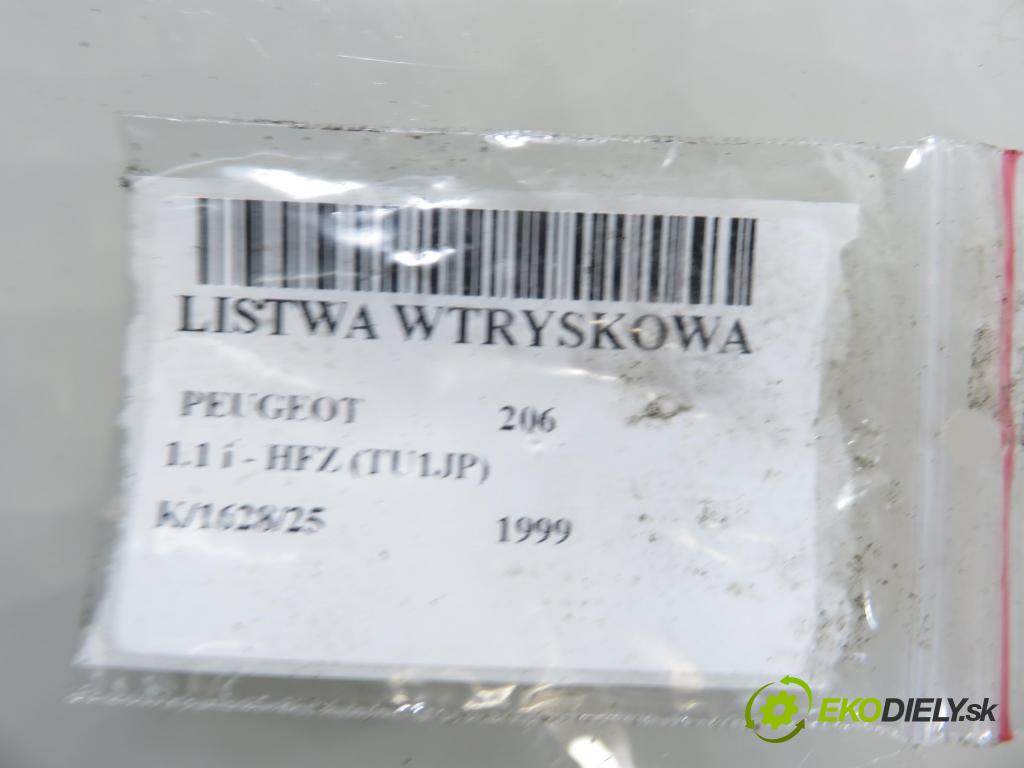 LISTWA WTRYSKOWA
PEUGEOT 206
1.1 i - HFZ (TU1JP)
K/1628/25 1999
EKODIELY.sk